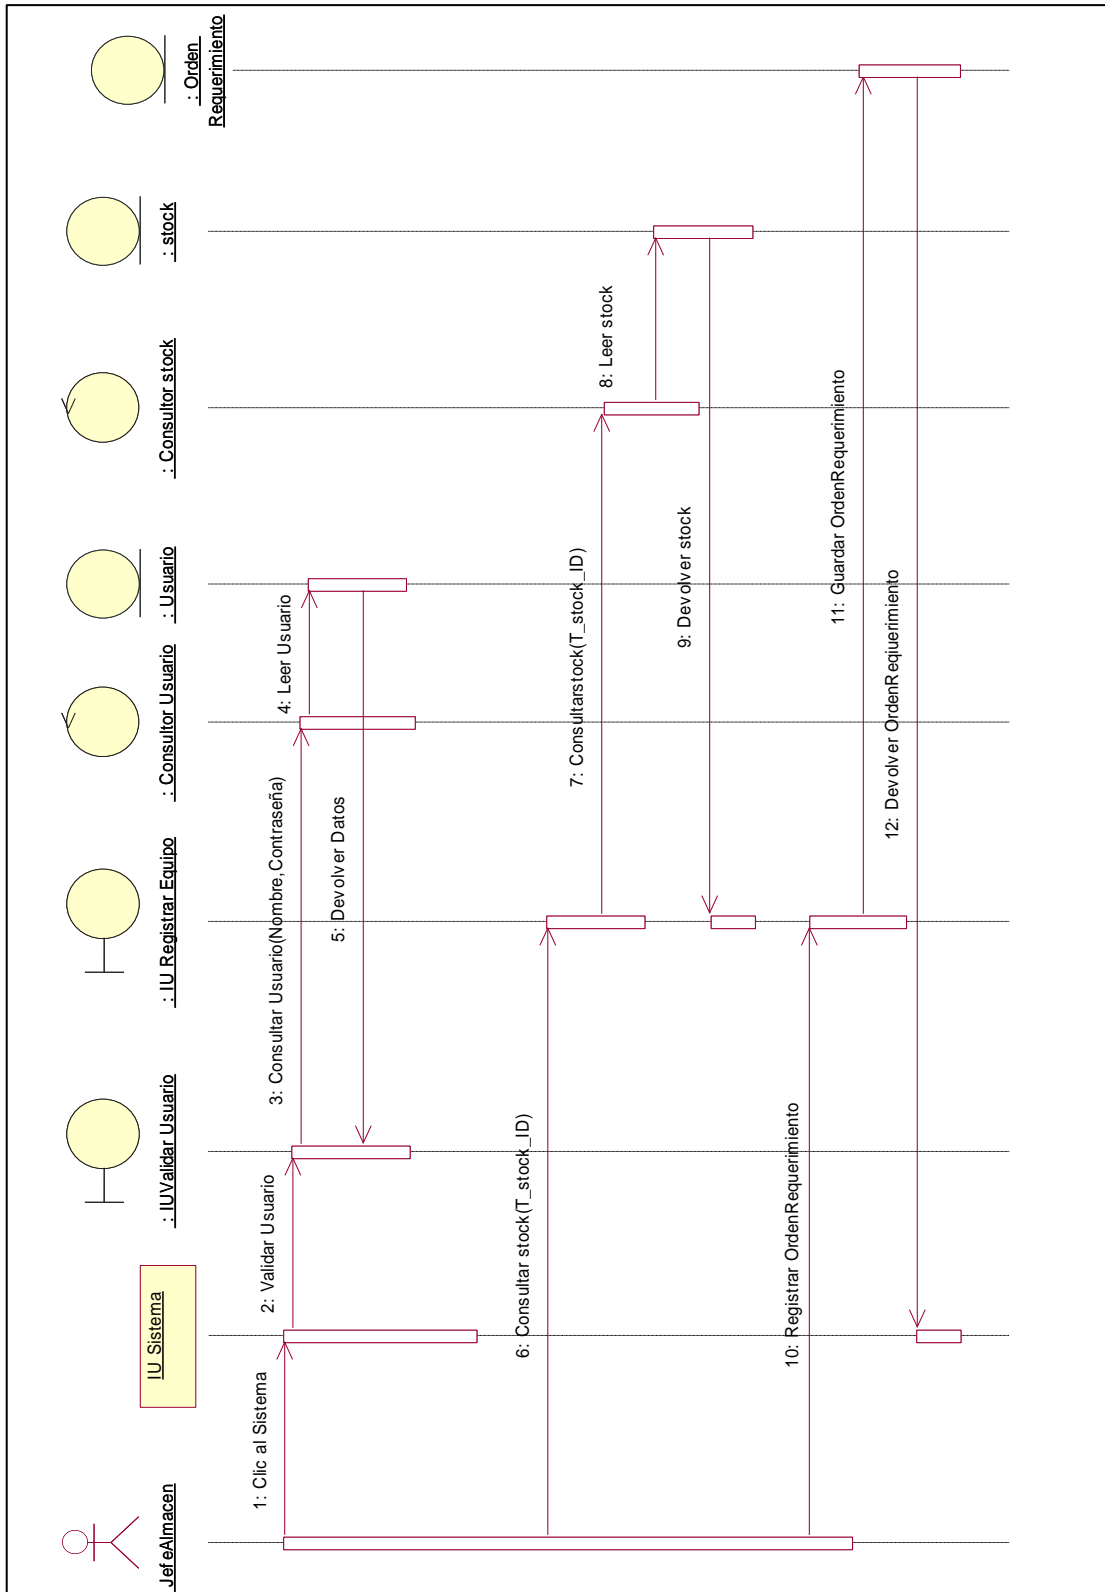 JefeAlmacen
IU Sistema
: IUValidar Usuario
: IU Registrar Equipo
: Consultor Usuario
: Usuario
: Consultor stock
: stock
: Orden
Requerimiento
1: Clic al Sistema
2: Validar Usuario
3: Consultar Usuario(Nombre,Contraseña)
4: Leer Usuario
5: Devolver Datos
6: Consultar stock(T_stock_ID)
7: Consultarstock(T_stock_ID)
8: Leer stock
9: Devolver stock
10: Registrar OrdenRequerimiento
11: Guardar OrdenRequerimiento
12: Devolver OrdenReqiuerimiento